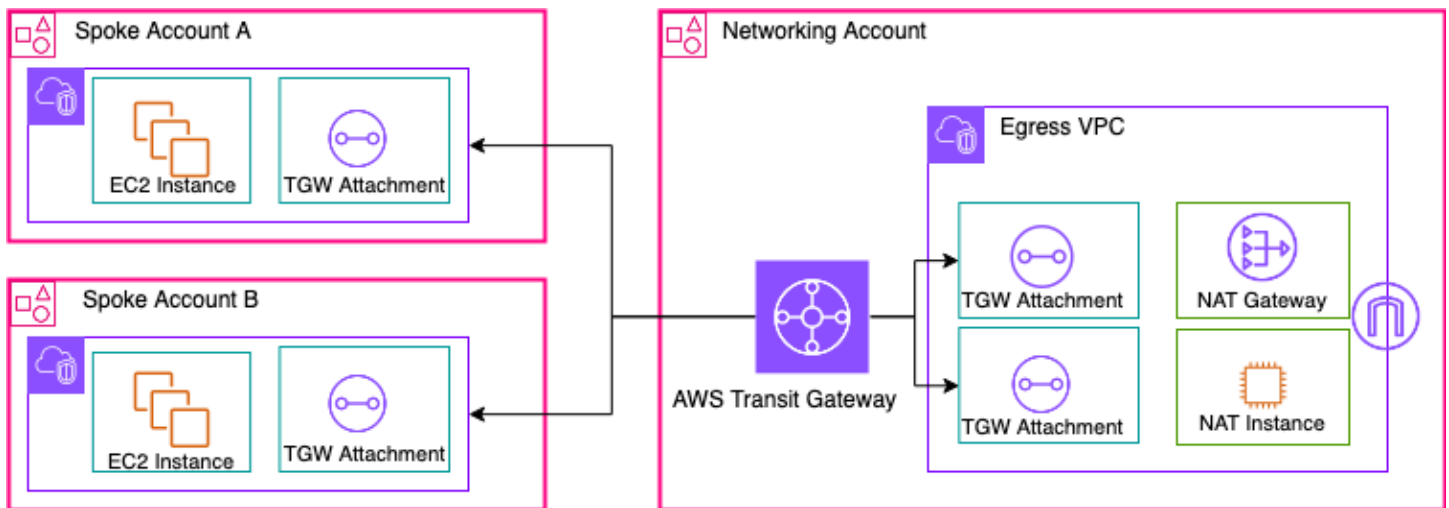 Spoke Account A
EC2 Instance
TGW Attachment
Spoke Account B
EC2 Instance
TGW Attachment
Networking Account
AWS Transit Gateway
Egress VPC
TGW Attachment
NAT Gateway
TGW Attachment
NAT Instance